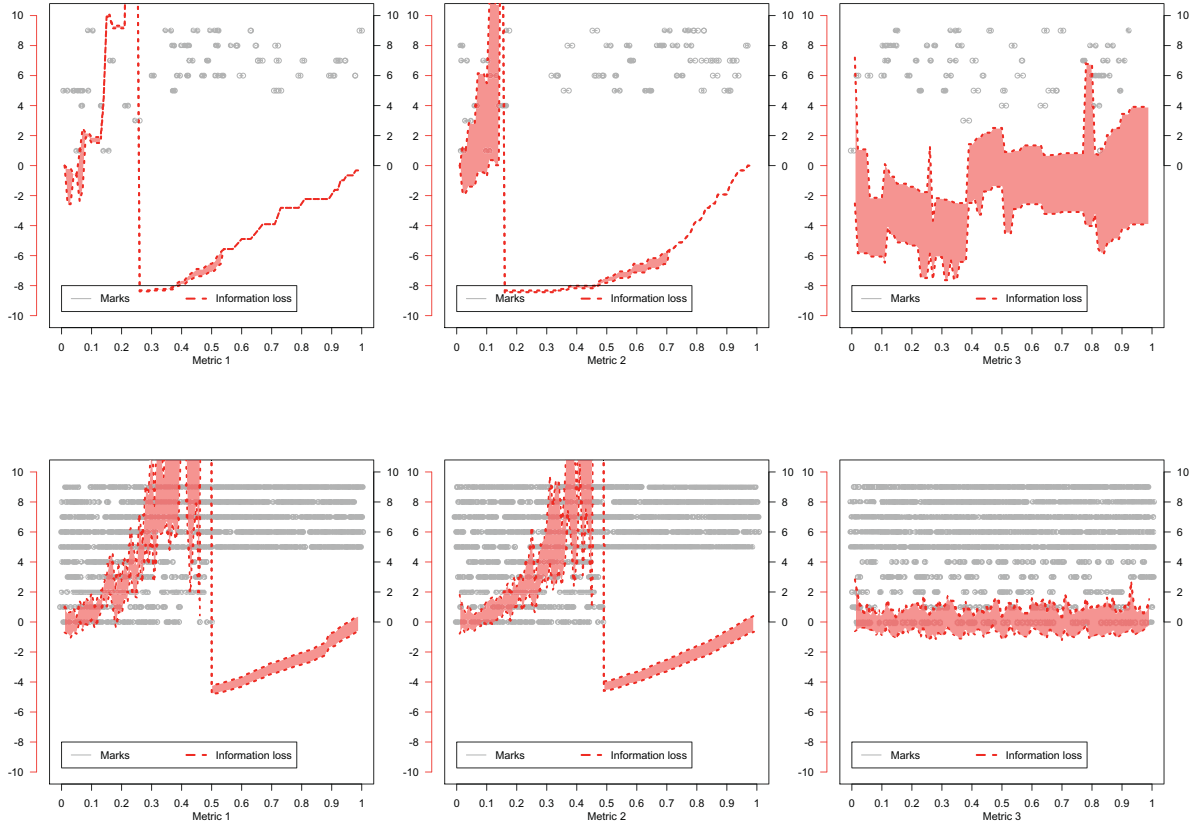 10 10 10 10 10 10
8 8 8 8 8 8
6 6 6 6 6 6
4 4 4 4 4 4
2 2 2 2 2 2
0 0 0 0 0 0
-2 -2 -2
-4 -4 -4
-6 -6 -6
-8 -8 -8
Marks Information loss Marks Information loss Marks Information loss
-10 -10 -10
0 0.1 0.2 0.3 0.4 0.5 0.6 0.7 0.8 0.9 1 0 0.1 0.2 0.3 0.4 0.5 0.6 0.7 0.8 0.9 1 0 0.1 0.2 0.3 0.4 0.5 0.6 0.7 0.8 0.9 1
Metric 1 Metric 2 Metric 3
10 10 10 10 10 10
8 8 8 8 8 8
6 6 6 6 6 6
4 4 4 4 4 4
2 2 2 2 2 2
0 0 0 0 0 0
-2 -2 -2
-4 -4 -4
-6 -6 -6
-8 -8 -8
Marks Information loss Marks Information loss Marks Information loss
-10 -10 -10
0 0.1 0.2 0.3 0.4 0.5 0.6 0.7 0.8 0.9 1 0 0.1 0.2 0.3 0.4 0.5 0.6 0.7 0.8 0.9 1 0 0.1 0.2 0.3 0.4 0.5 0.6 0.7 0.8 0.9 1
Metric 1 Metric 2 Metric 3